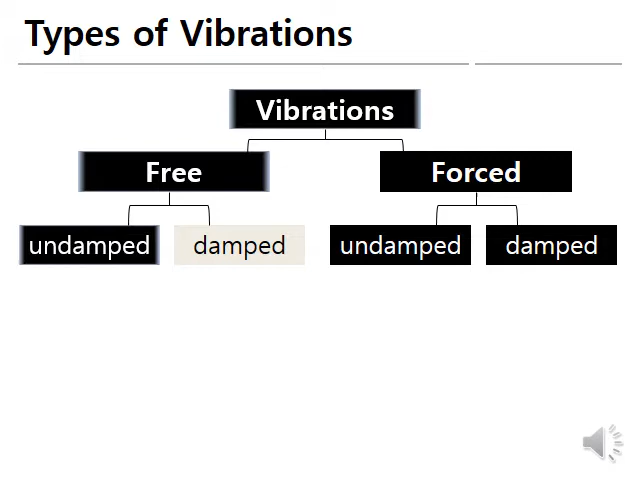 Types of Vibrations
Vibrations
Free
Forced
undamped
damped
undamped
damped